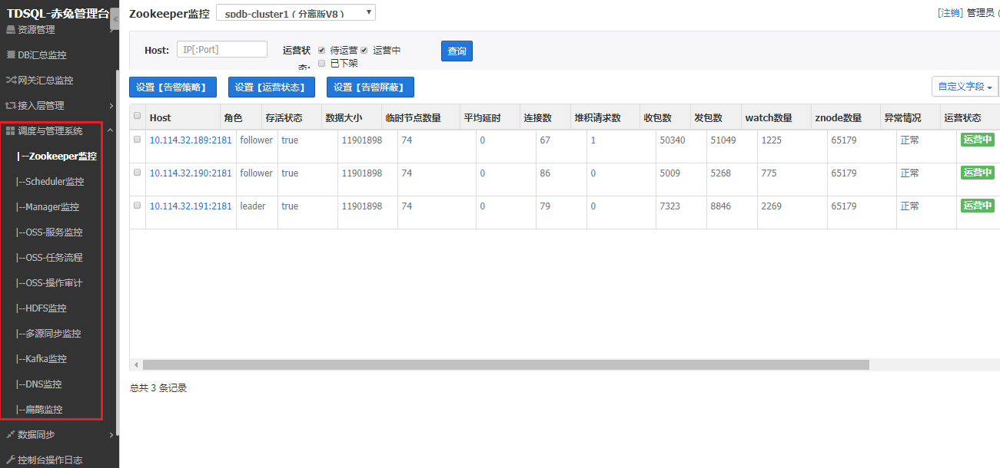 TDSQL-赤兔管理台
资源管理
DB汇总监控
网关汇总监控
接入层管理
调度与管理系统
|--Zookeeper监控
|--Scheduler监控
|--Manager监控
|--OSS-服务监控
|--OSS-任务流程
|--OSS-操作审计
|--HDFS监控
|--多源同步监控
|--Kafka监控
|--DNS监控
|--扁鹊监控
数据同步
控制台操作日志
Zookeeper监控 spdb-cluster1 ( 分离版V8 ) [注销] 管理员 (
Host: IP[:Port] 运营状态: 待运营 运营中 已下架 查询
设置【告警策略】 设置【运营状态】 设置【告警屏蔽】 自定义字段
Host 角色 存活状态 数据大小 临时节点数量 平均延时 连接数 堆积请求数 收包数 发包数 watch数量 znode数量 异常情况 运营状态
10.114.32.189:2181 follower true 11901898 74 0 67 1 50340 51049 1225 65179 正常 运营中
10.114.32.190:2181 follower true 11901898 74 0 86 0 5009 5268 775 65179 正常 运营中
10.114.32.191:2181 leader true 11901898 74 0 79 0 7323 8846 2269 65179 正常 运营中
总共 3 条记录